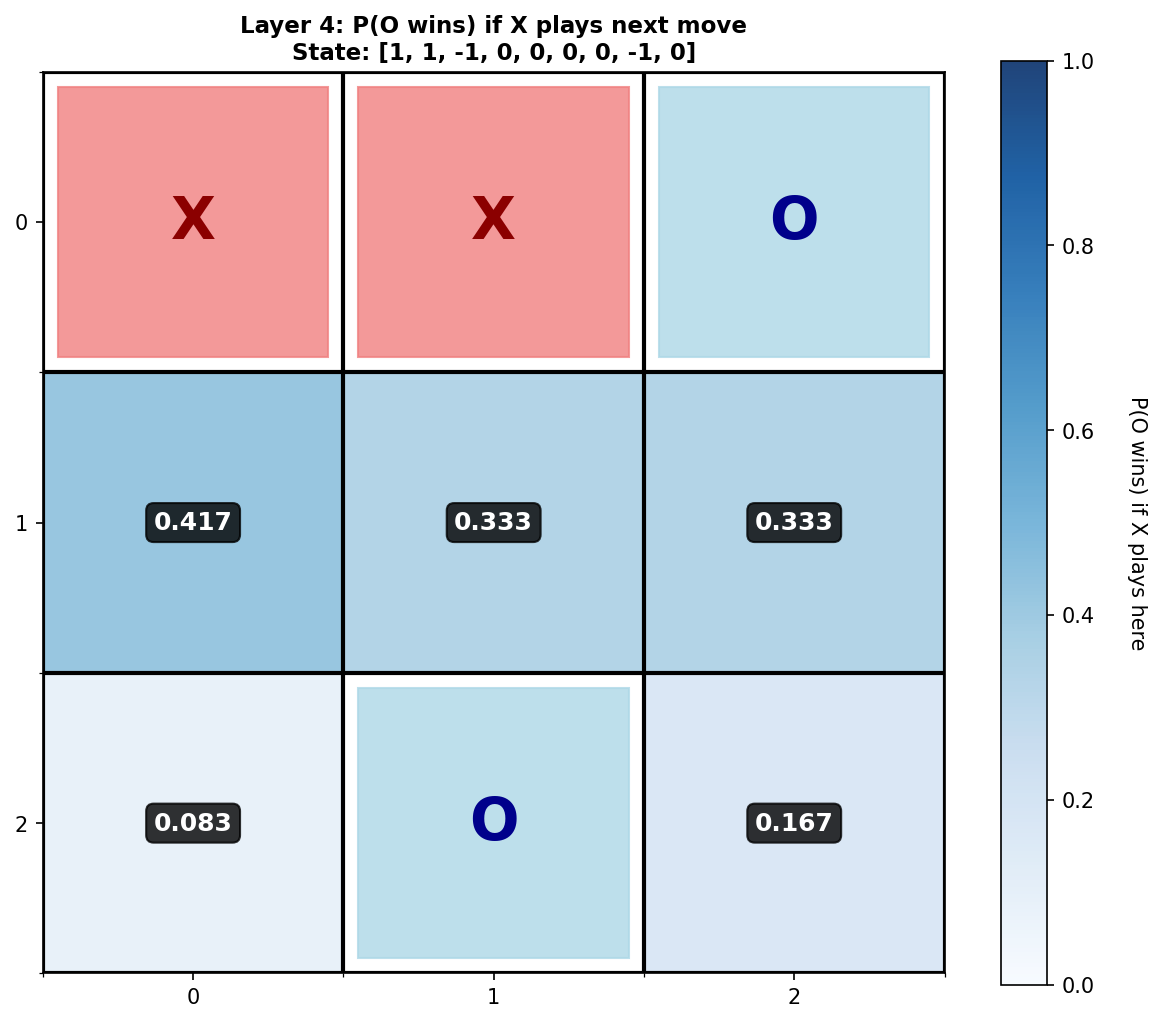 Layer 4: P(O wins) if X plays next move
State: [1, 1, -1, 0, 0, 0, 0, -1, 0]
0
X
X
O
1
0.417
0.333
0.333
2
0.083
O
0.167
0
1
2
1.0
0.8
0.6
0.4
0.2
0.0
P(O wins) if X plays here